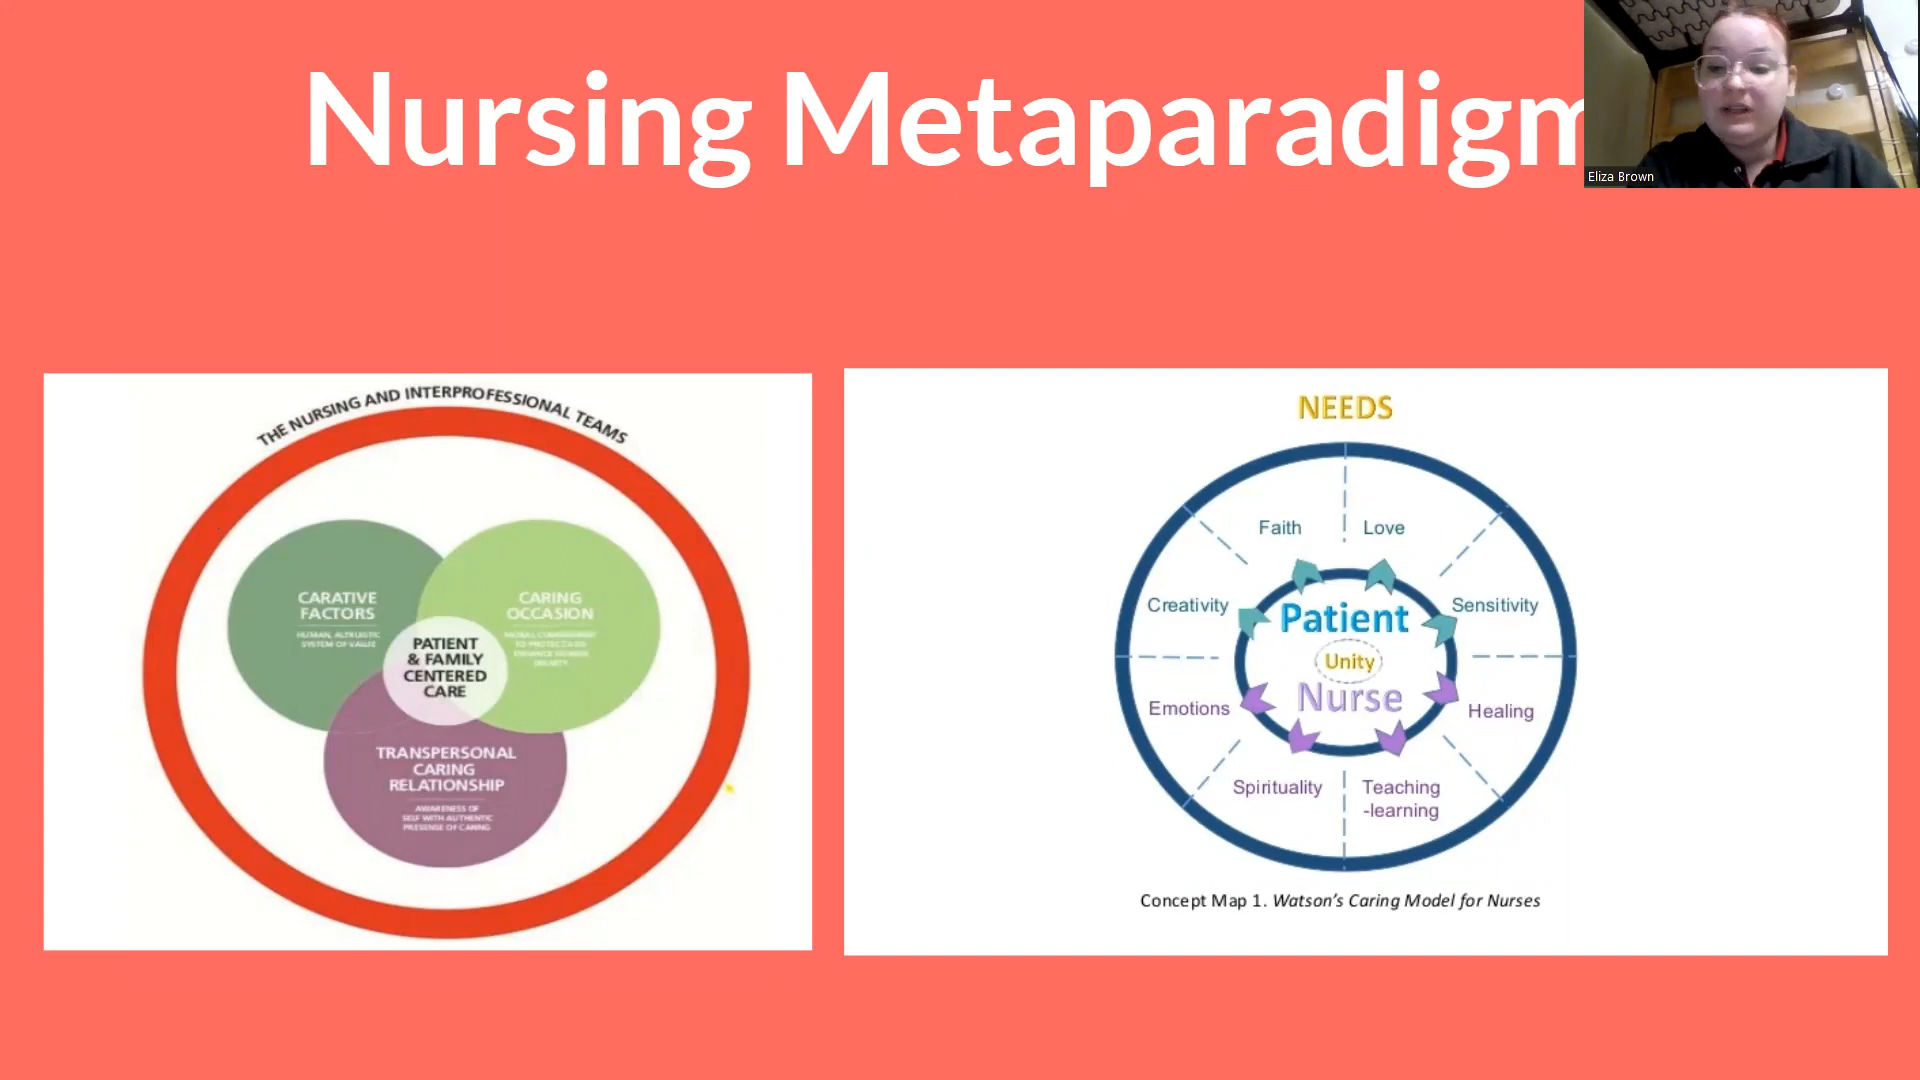 Nursing Metaparadigm
Eliza Brown
THE NURSING AND INTERPROFESSIONAL TEAMS
CARATIVE
FACTORS
HUMAN, ALTRUISTIC
SYSTEM OF VALUE
CARING
OCCASION
MORAL COMMITMENT
TO PROTECT AND
ENHANCE HUMAN
DIGNITY
PATIENT
& FAMILY
CENTERED
CARE
TRANSPERSONAL
CARING
RELATIONSHIP
AWARENESS OF
SELF WITH AUTHENTIC
PRESENSE OF CARING
NEEDS
Faith
Love
Creativity
Sensitivity
Patient
Unity
Nurse
Emotions
Healing
Spirituality
Teaching
-learning
Concept Map 1. Watson's Caring Model for Nurses